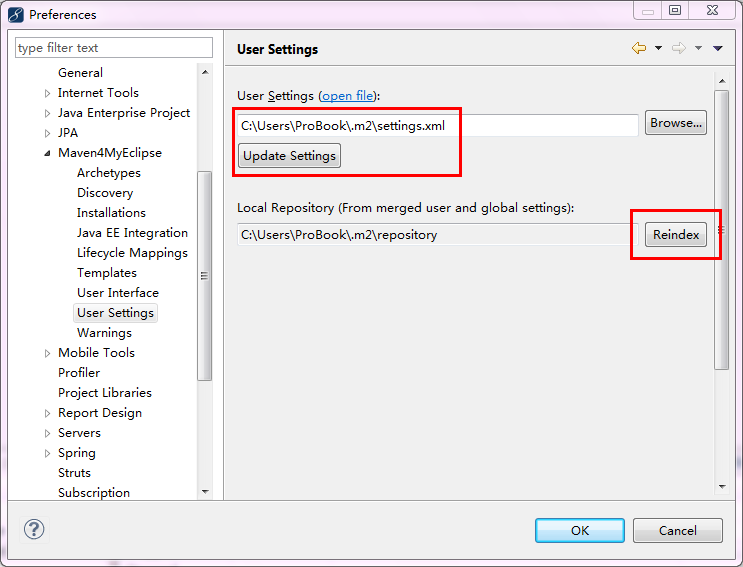 Preferences
type filter text
General
Internet Tools
Java Enterprise Project
JPA
Maven4MyEclipse
Archetypes
Discovery
Installations
Java EE Integration
Lifecycle Mappings
Templates
User Interface
User Settings
Warnings
Mobile Tools
Profiler
Project Libraries
Report Design
Servers
Spring
Struts
Subscription
User Settings
User Settings (open file):
C:\Users\ProBook\.m2\settings.xml
Browse...
Update Settings
Local Repository (From merged user and global settings):
C:\Users\ProBook\.m2\repository
Reindex
?
OK
Cancel